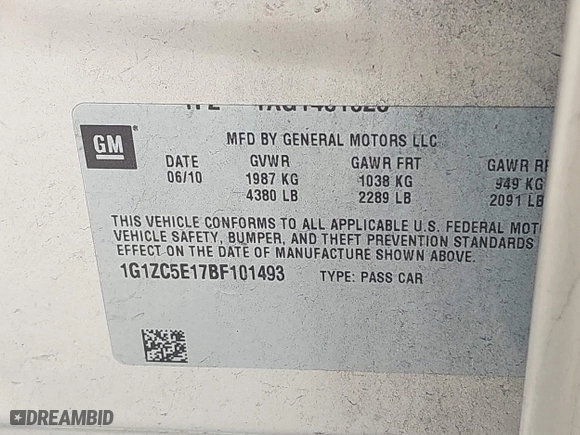 GM
MFD BY GENERAL MOTORS LLC
DATE GVWR GAWR FRT GAWR
06/10 1987 KG 1038 KG 949 KG
4380 LB 2289 LB 2091 LB
THIS VEHICLE CONFORMS TO ALL APPLICABLE U.S. FEDERAL
VEHICLE SAFETY, BUMPER, AND THEFT PREVENTION STANDARDS
EFFECT ON THE DATE OF MANUFACTURE SHOWN ABOVE.
1G1ZC5E17BF101493 TYPE: PASS CAR
DREAMBID